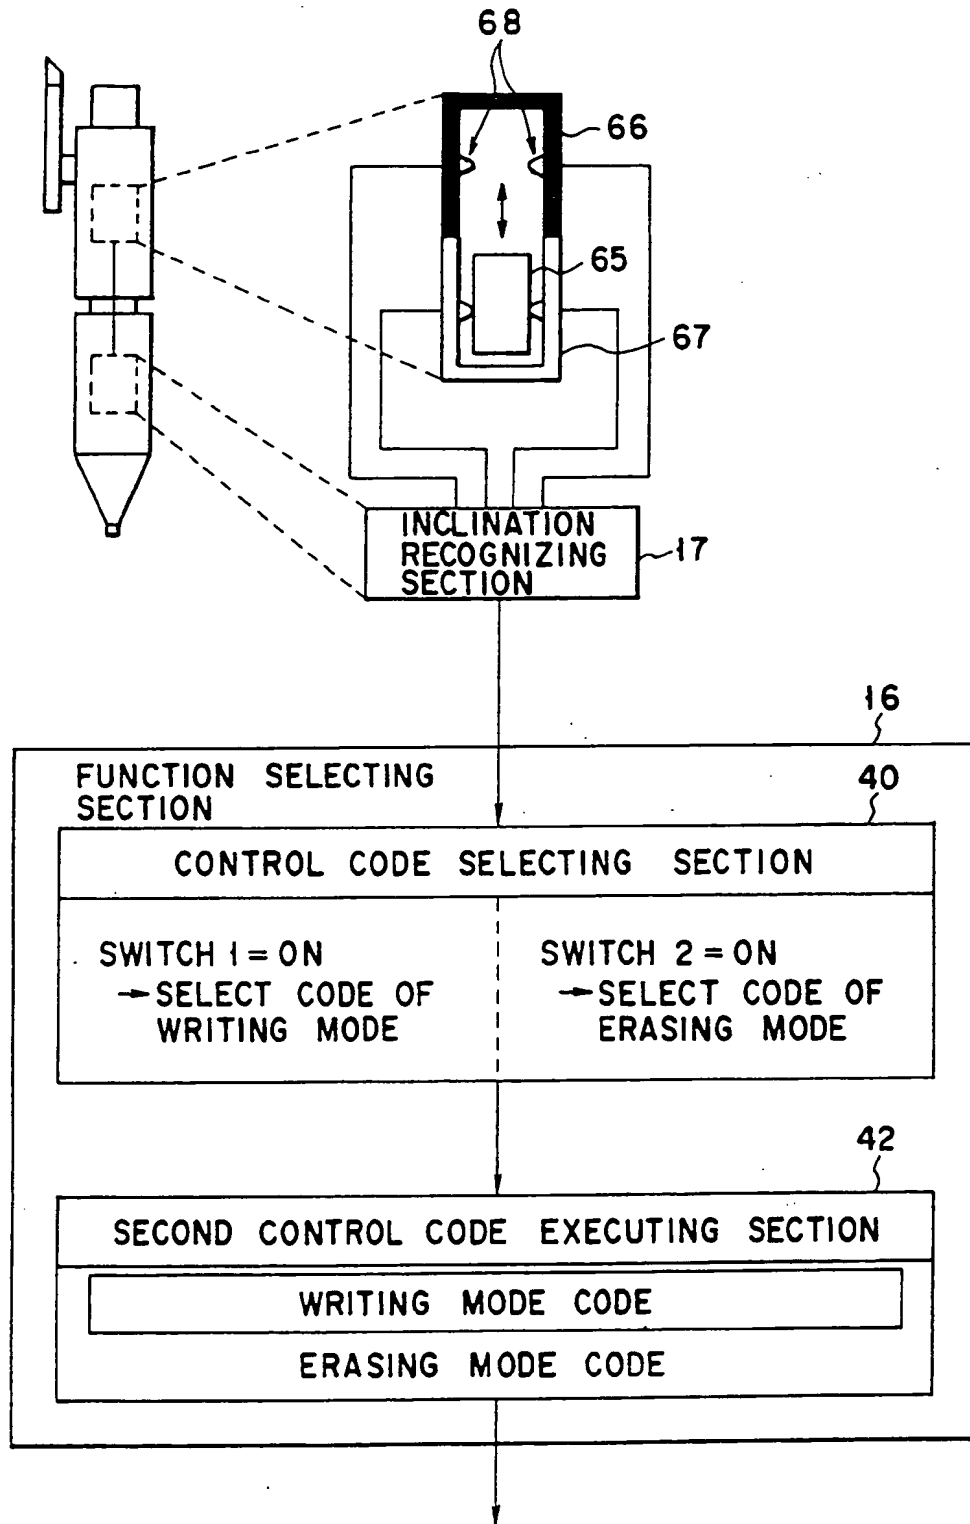 68
66
65
67
INCLINATION
RECOGNIZING
SECTION
17
16
FUNCTION SELECTING
SECTION
40
CONTROL CODE SELECTING SECTION
SWITCH 1 = ON
→ SELECT CODE OF
WRITING MODE
SWITCH 2 = ON
→ SELECT CODE OF
ERASING MODE
42
SECOND CONTROL CODE EXECUTING SECTION
WRITING MODE CODE
ERASING MODE CODE